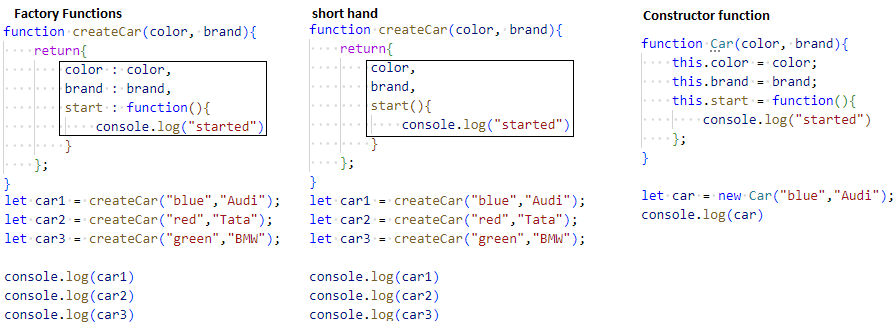 Factory Functions
function createCar(color, brand){
    return{
        color : color,
        brand : brand,
        start : function(){
            console.log("started")
        }
    };
}
let car1 = createCar("blue","Audi");
let car2 = createCar("red","Tata");
let car3 = createCar("green","BMW");
console.log(car1)
console.log(car2)
console.log(car3)
short hand
function createCar(color, brand){
    return{
        color,
        brand,
        start(){
            console.log("started")
        }
    };
}
let car1 = createCar("blue","Audi");
let car2 = createCar("red","Tata");
let car3 = createCar("green","BMW");
console.log(car1)
console.log(car2)
console.log(car3)
Constructor function
function Car(color, brand){
    this.color = color;
    this.brand = brand;
    this.start = function(){
        console.log("started")
    };
}
let car = new Car("blue","Audi");
console.log(car)